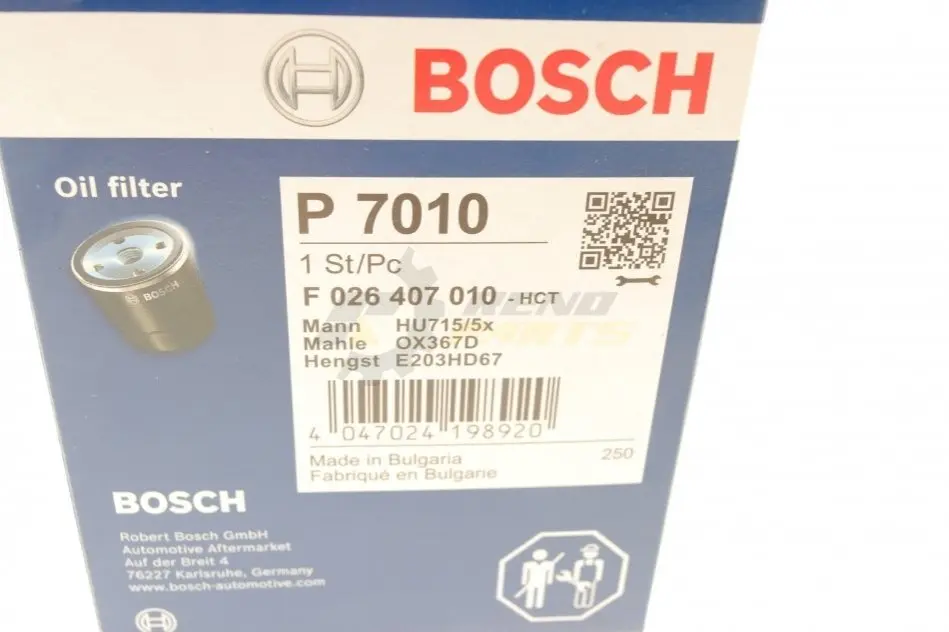 BOSCH
Oil filter
P 7010
1 St/Pc
F 026 407 010 - HCT
BOSCH
Mann HU715/5x
Mahle OX367D
Hengst E203HD67
4 047024 198920
Made in Bulgaria 250
Fabriqué en Bulgarie
BOSCH
Robert Bosch GmbH
Automotive Aftermarket
Auf der Breit 4
76227 Karlsruhe, Germany
www.bosch-automotive.com
RENO
PARTS